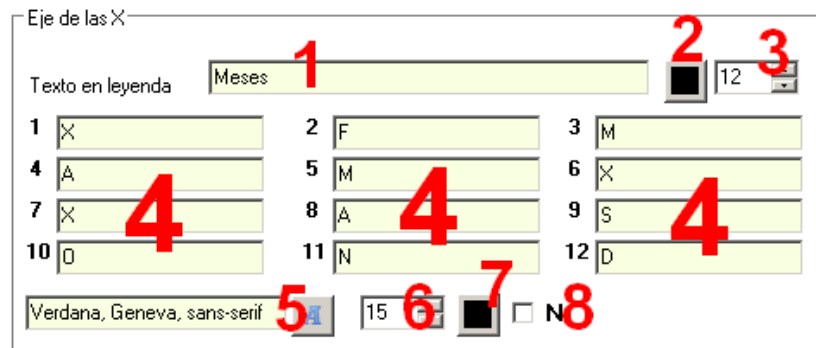 Eje de las X
2 3
1
Texto en leyenda Meses 12
1 X 2 F 3 M
4 A 5 M 6 X
7 X 8 A 9 S
4 4 4
10 O 11 N 12 D
7
Verdana, Geneva, sans-serif 5 A 15 6 N 8